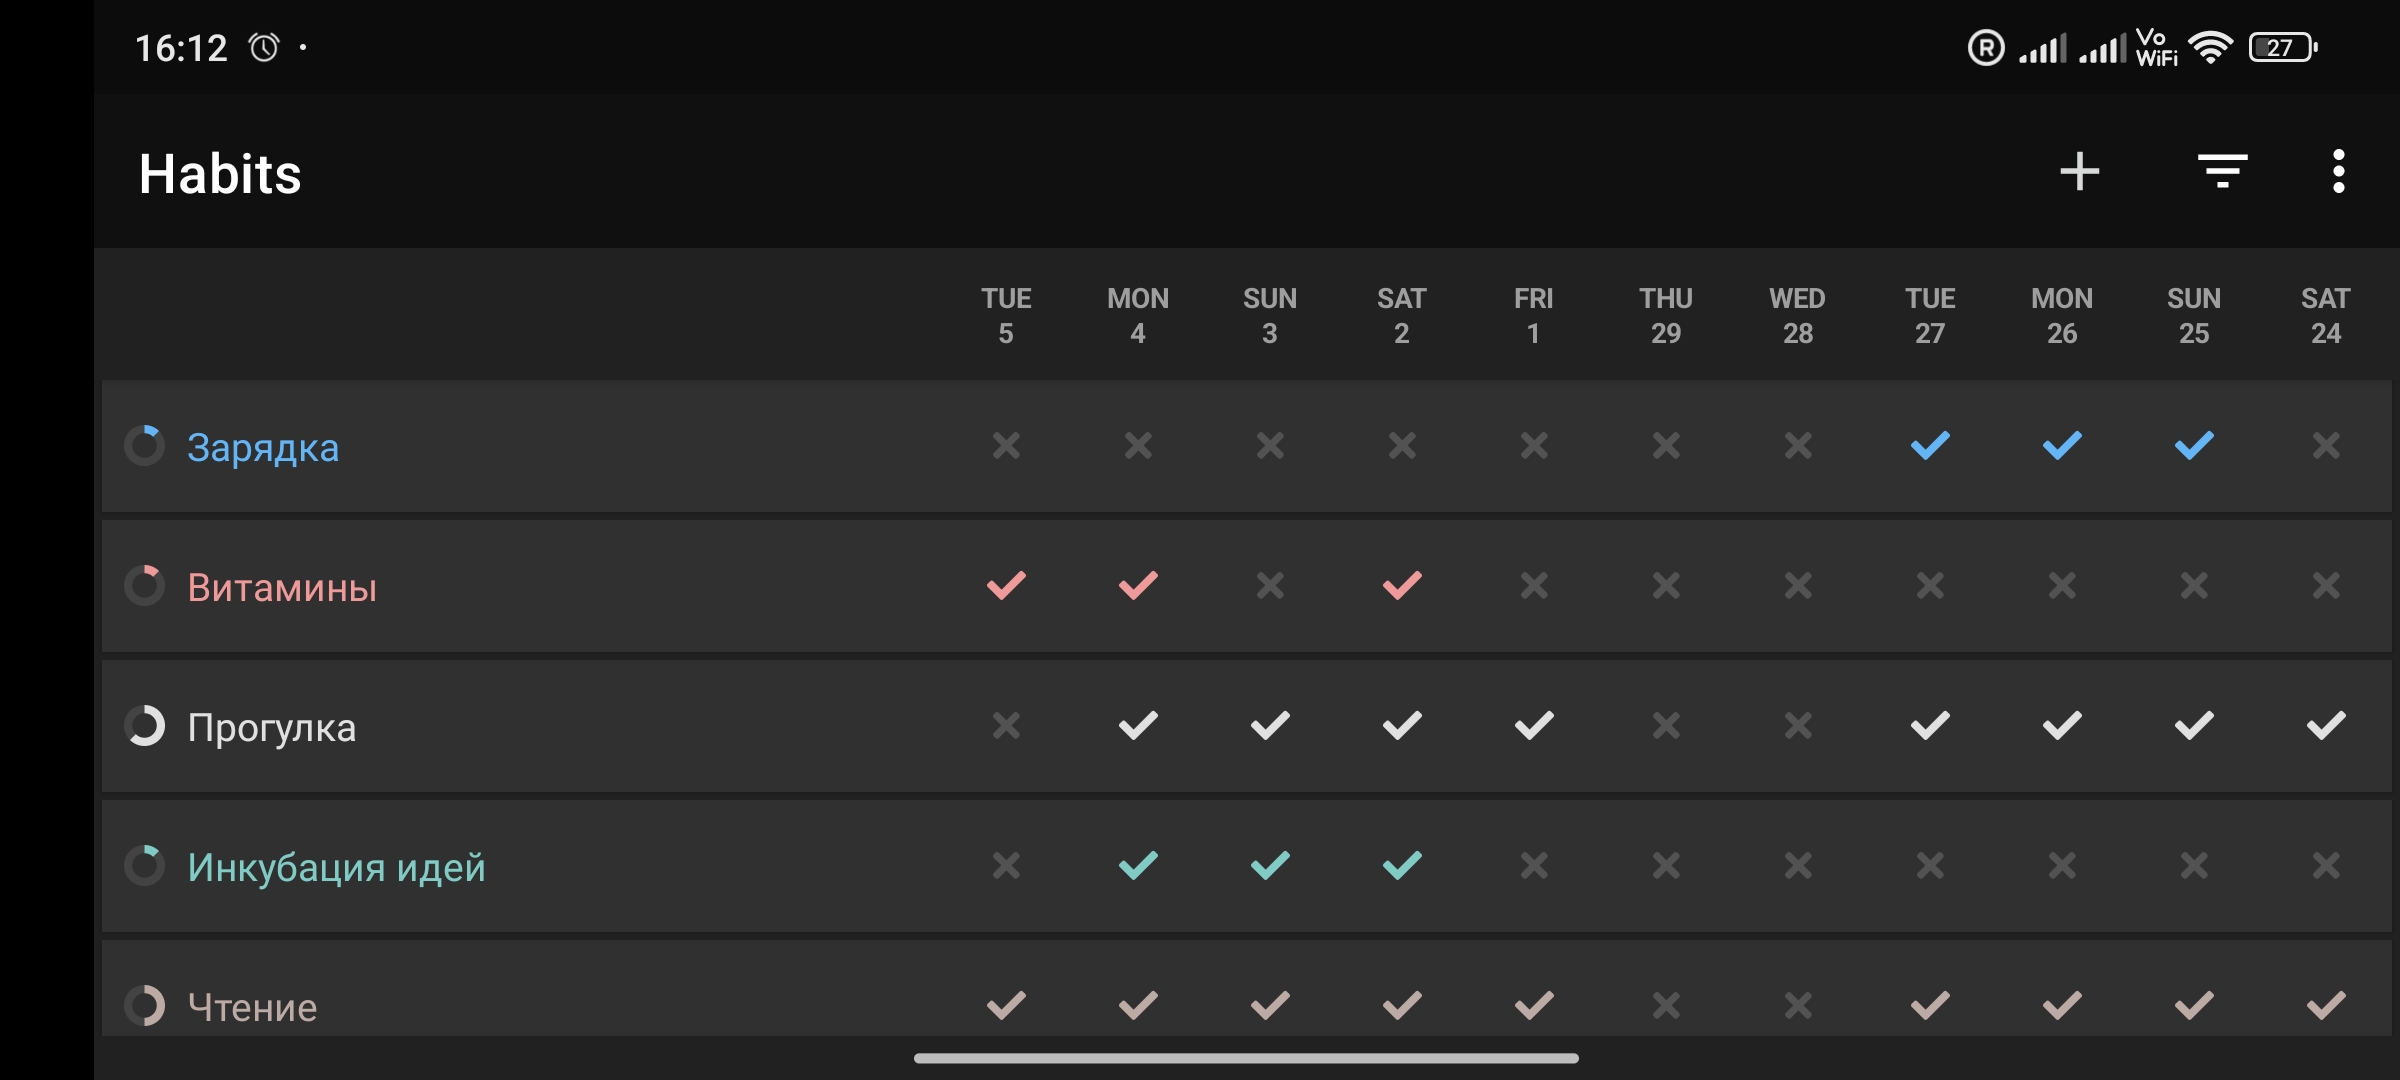 16:12 R Vo WiFi 27
Habits
TUE MON SUN SAT FRI THU WED TUE MON SUN SAT
5 4 3 2 1 29 28 27 26 25 24
Зарядка
Витамины
Прогулка
Инкубация идей
Чтение